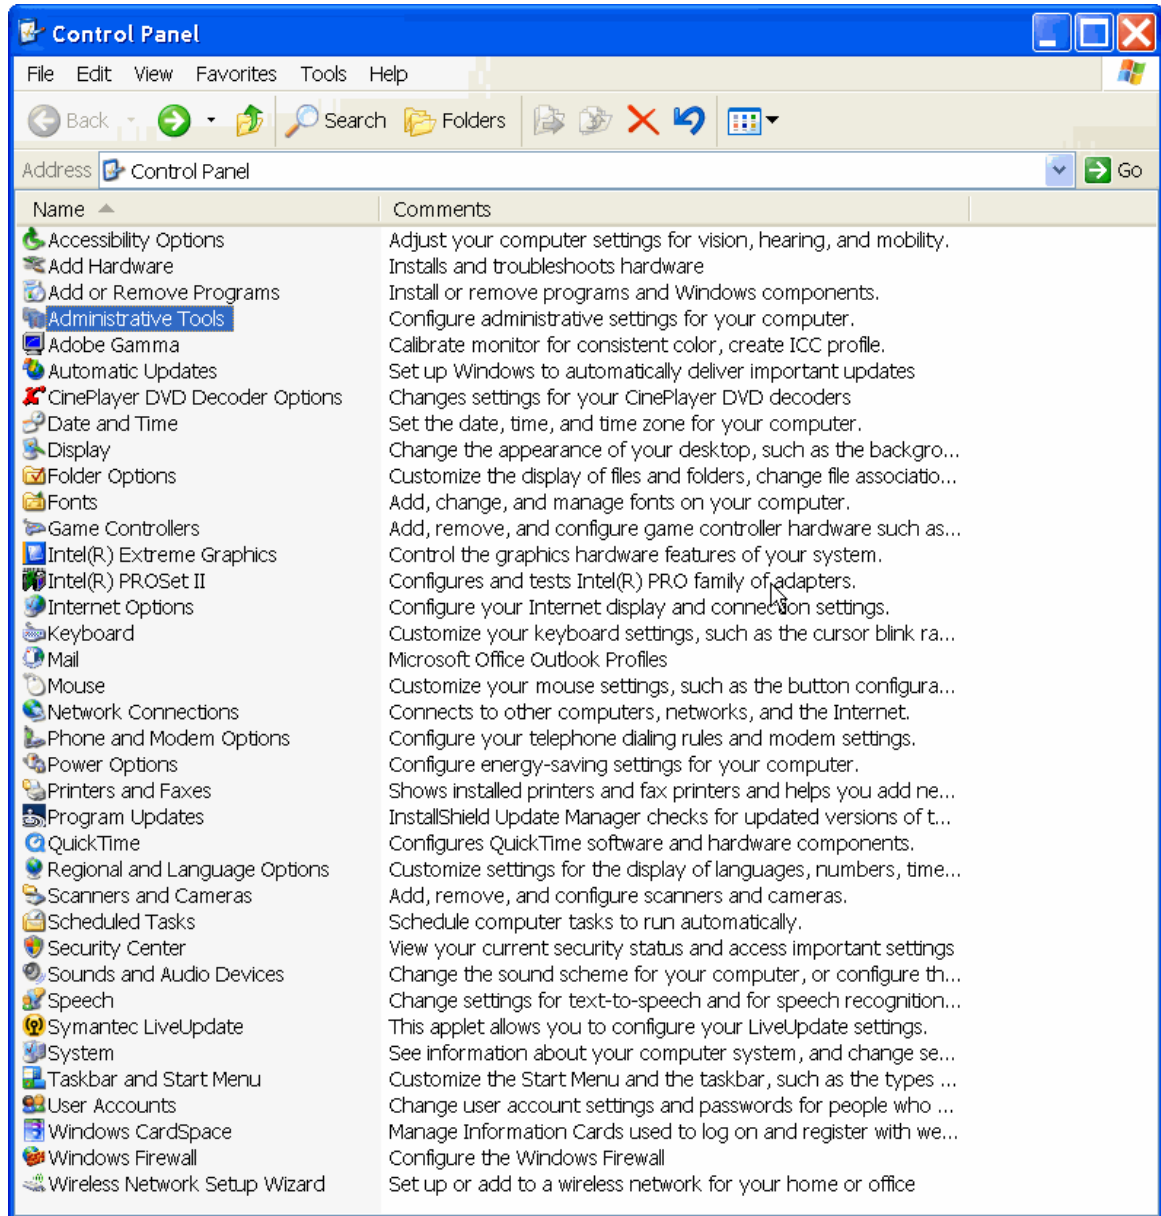 Control Panel
File Edit View Favorites Tools Help
Back Search Folders
Address Control Panel Go
Name Comments
Accessibility Options Adjust your computer settings for vision, hearing, and mobility.
Add Hardware Installs and troubleshoots hardware
Add or Remove Programs Install or remove programs and Windows components.
Administrative Tools Configure administrative settings for your computer.
Adobe Gamma Calibrate monitor for consistent color, create ICC profile.
Automatic Updates Set up Windows to automatically deliver important updates
CinePlayer DVD Decoder Options Changes settings for your CinePlayer DVD decoders
Date and Time Set the date, time, and time zone for your computer.
Display Change the appearance of your desktop, such as the backgro...
Folder Options Customize the display of files and folders, change file associatio...
Fonts Add, change, and manage fonts on your computer.
Game Controllers Add, remove, and configure game controller hardware such as...
Intel(R) Extreme Graphics Control the graphics hardware features of your system.
Intel(R) PROSet II Configures and tests Intel(R) PRO family of adapters.
Internet Options Configure your Internet display and connection settings.
Keyboard Customize your keyboard settings, such as the cursor blink ra...
Mail Microsoft Office Outlook Profiles
Mouse Customize your mouse settings, such as the button configura...
Network Connections Connects to other computers, networks, and the Internet.
Phone and Modem Options Configure your telephone dialing rules and modem settings.
Power Options Configure energy-saving settings for your computer.
Printers and Faxes Shows installed printers and fax printers and helps you add ne...
Program Updates InstallShield Update Manager checks for updated versions of t...
QuickTime Configures QuickTime software and hardware components.
Regional and Language Options Customize settings for the display of languages, numbers, time...
Scanners and Cameras Add, remove, and configure scanners and cameras.
Scheduled Tasks Schedule computer tasks to run automatically.
Security Center View your current security status and access important settings
Sounds and Audio Devices Change the sound scheme for your computer, or configure th...
Speech Change settings for text-to-speech and for speech recognition...
Symantec LiveUpdate This applet allows you to configure your LiveUpdate settings.
System See information about your computer system, and change se...
Taskbar and Start Menu Customize the Start Menu and the taskbar, such as the types ...
User Accounts Change user account settings and passwords for people who ...
Windows CardSpace Manage Information Cards used to log on and register with we...
Windows Firewall Configure the Windows Firewall
Wireless Network Setup Wizard Set up or add to a wireless network for your home or office